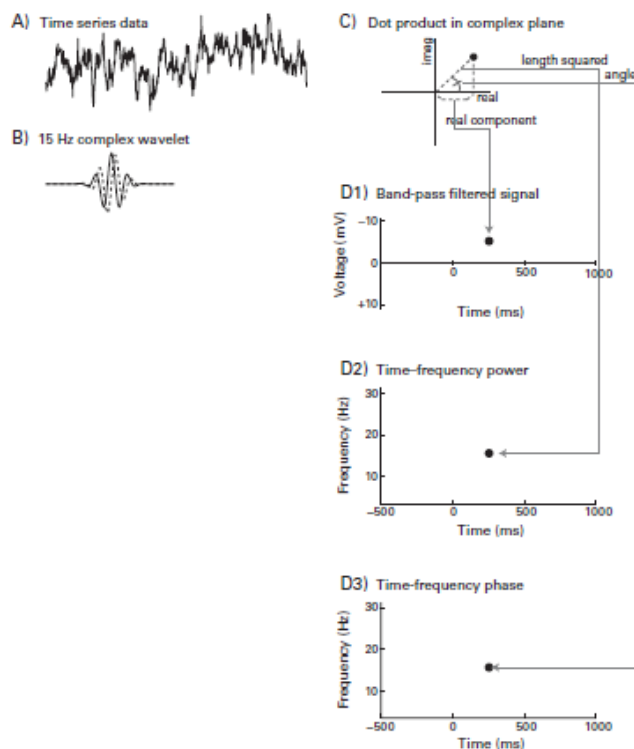 A) Time series data
B) 15 Hz complex wavelet
C) Dot product in complex plane
imag
length squared
angle
real
real component
D1) Band-pass filtered signal
Voltage (mV)
−10
0
+10
0
500
1000
Time (ms)
D2) Time–frequency power
Frequency (Hz)
30
20
10
−500
0
500
1000
Time (ms)
D3) Time-frequency phase
Frequency (Hz)
30
20
10
−500
0
500
1000
Time (ms)